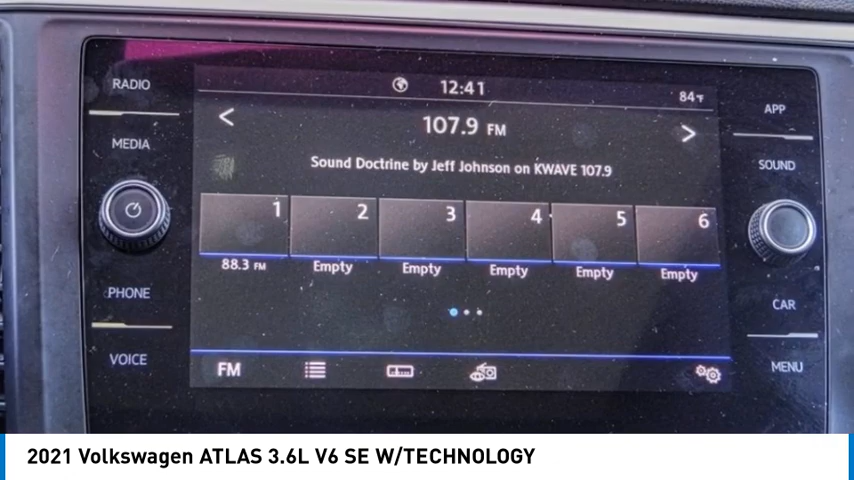 RADIO
MEDIA
PHONE
VOICE
12:41
84°F
< 107.9 FM >
Sound Doctrine by Jeff Johnson on KWAVE 107.9
1 2 3 4 5 6
88.3 FM Empty Empty Empty Empty Empty
FM
APP
SOUND
CAR
MENU
2021 Volkswagen ATLAS 3.6L V6 SE W/TECHNOLOGY